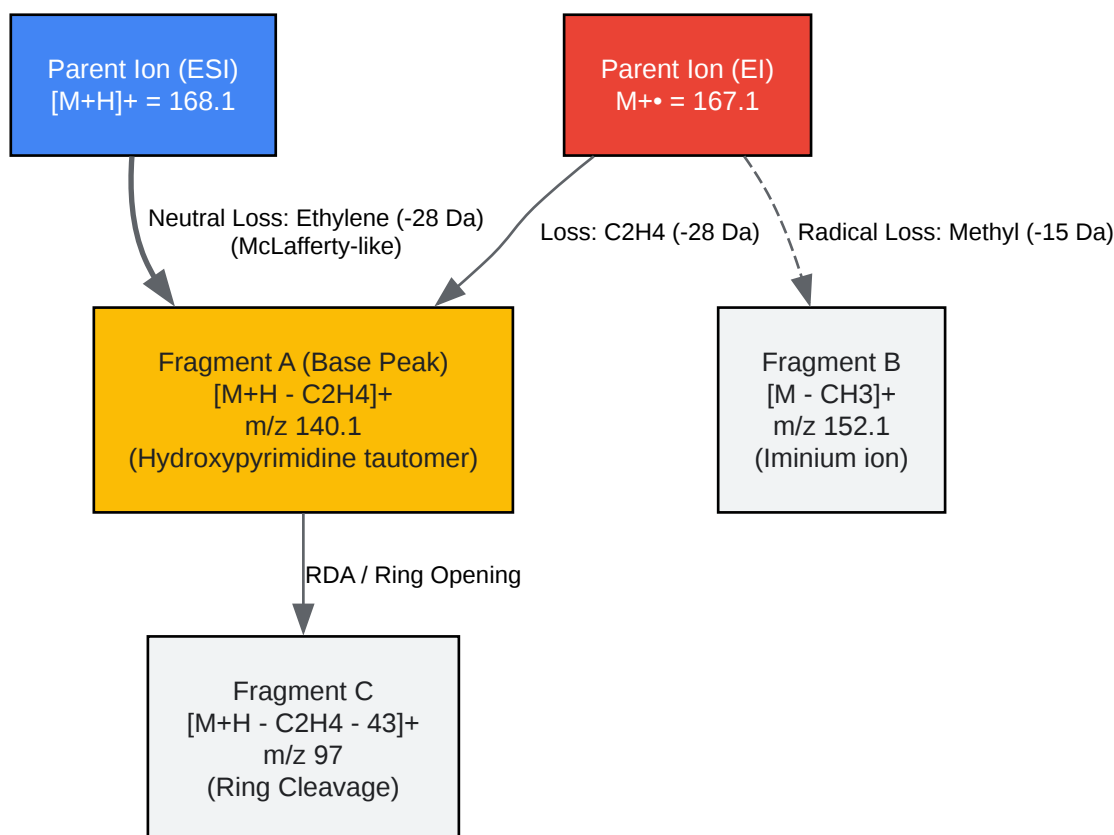 Parent Ion (ESI)
[M+H]+ = 168.1
Parent Ion (EI)
M+• = 167.1
Neutral Loss: Ethylene (-28 Da)
(McLafferty-like)
Loss: C2H4 (-28 Da)
Radical Loss: Methyl (-15 Da)
Fragment A (Base Peak)
[M+H - C2H4]+
m/z 140.1
(Hydroxypyrimidine tautomer)
Fragment B
[M - CH3]+
m/z 152.1
(Iminium ion)
RDA / Ring Opening
Fragment C
[M+H - C2H4 - 43]+
m/z 97
(Ring Cleavage)